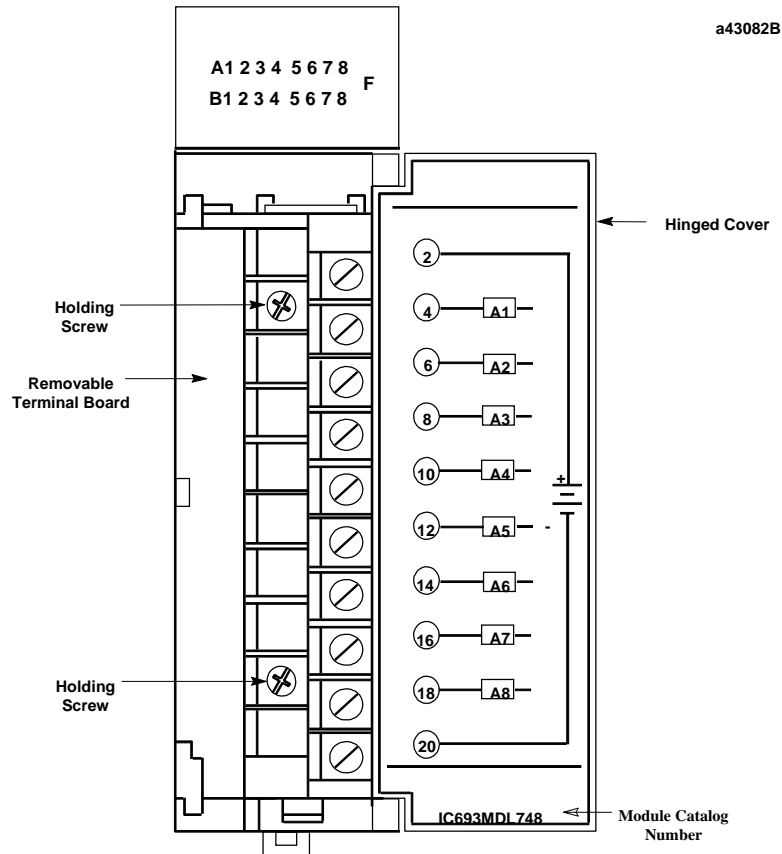 a43082B
A1 2 3 4 5 6 7 8
F
B1 2 3 4 5 6 7 8
Hinged Cover
2
Holding
Screw
4 A1
6 A2
Removable
Terminal Board
8 A3
10 A4
+
12 A5 -
14 A6
16 A7
Holding
Screw
18 A8
20
IC693MDL748
Module Catalog
Number